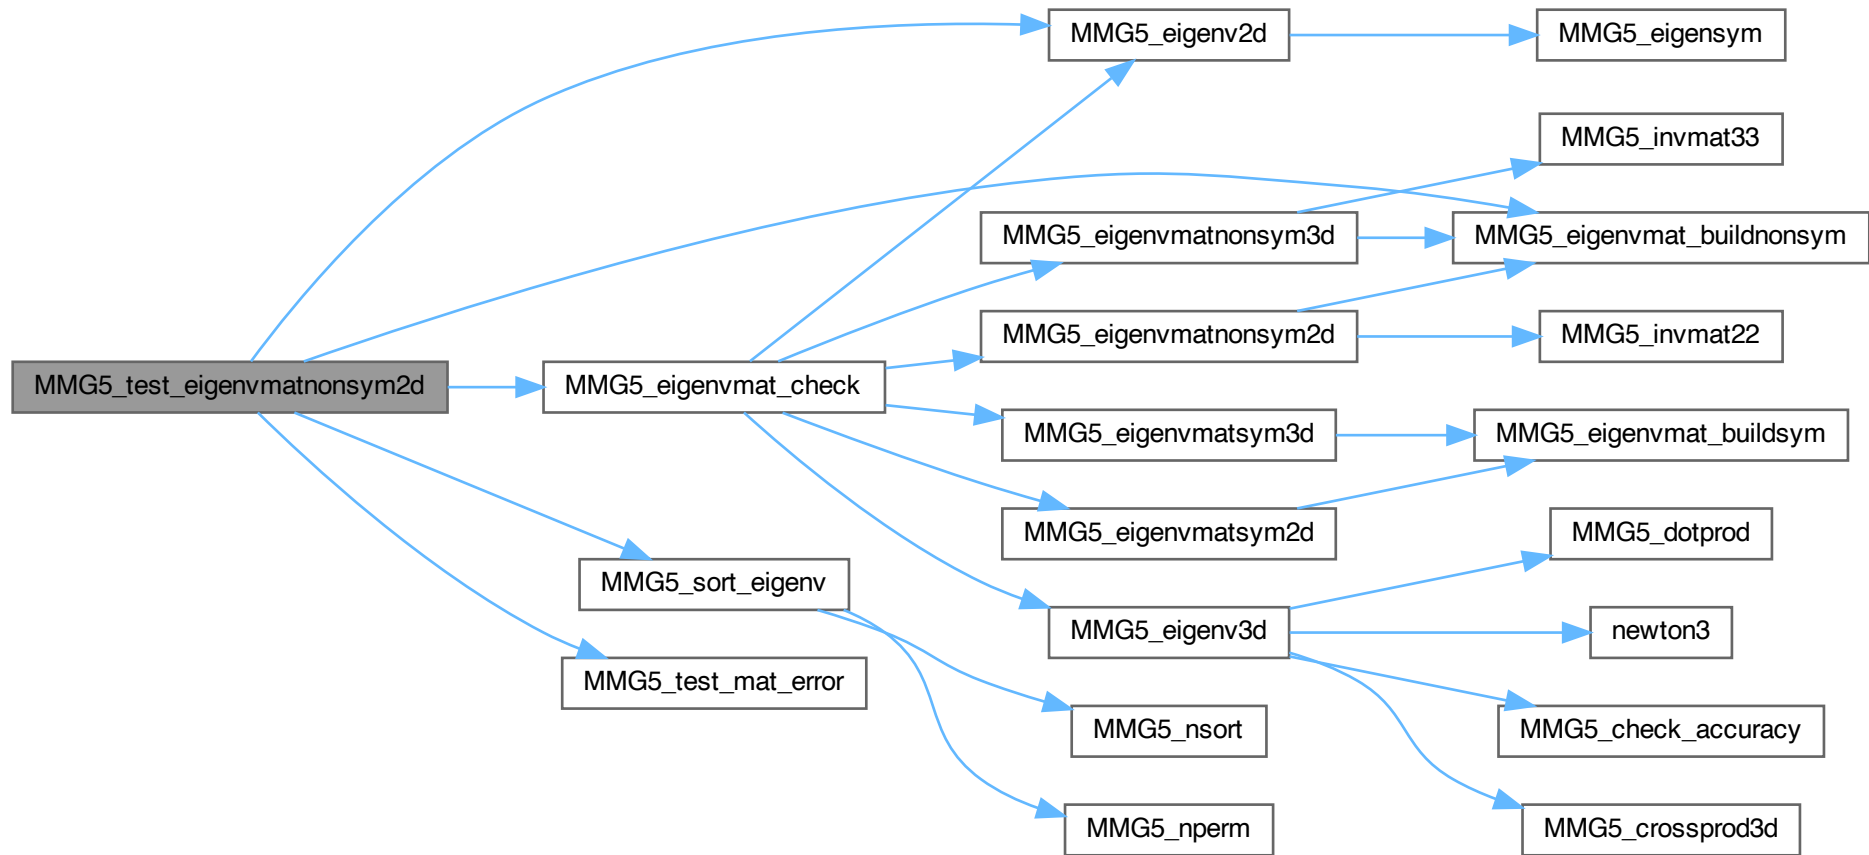 MMG5_eigenv2d
MMG5_eigensym
MMG5_invmat33
MMG5_eigenvmatnonsym3d
MMG5_eigenvmat_buildnonsym
MMG5_eigenvmatnonsym2d
MMG5_invmat22
MMG5_test_eigenvmatnonsym2d
MMG5_eigenvmat_check
MMG5_eigenvmatsym3d
MMG5_eigenvmat_buildsym
MMG5_eigenvmatsym2d
MMG5_dotprod
MMG5_sort_eigenv
MMG5_eigenv3d
newton3
MMG5_test_mat_error
MMG5_nsort
MMG5_check_accuracy
MMG5_nperm
MMG5_crossprod3d